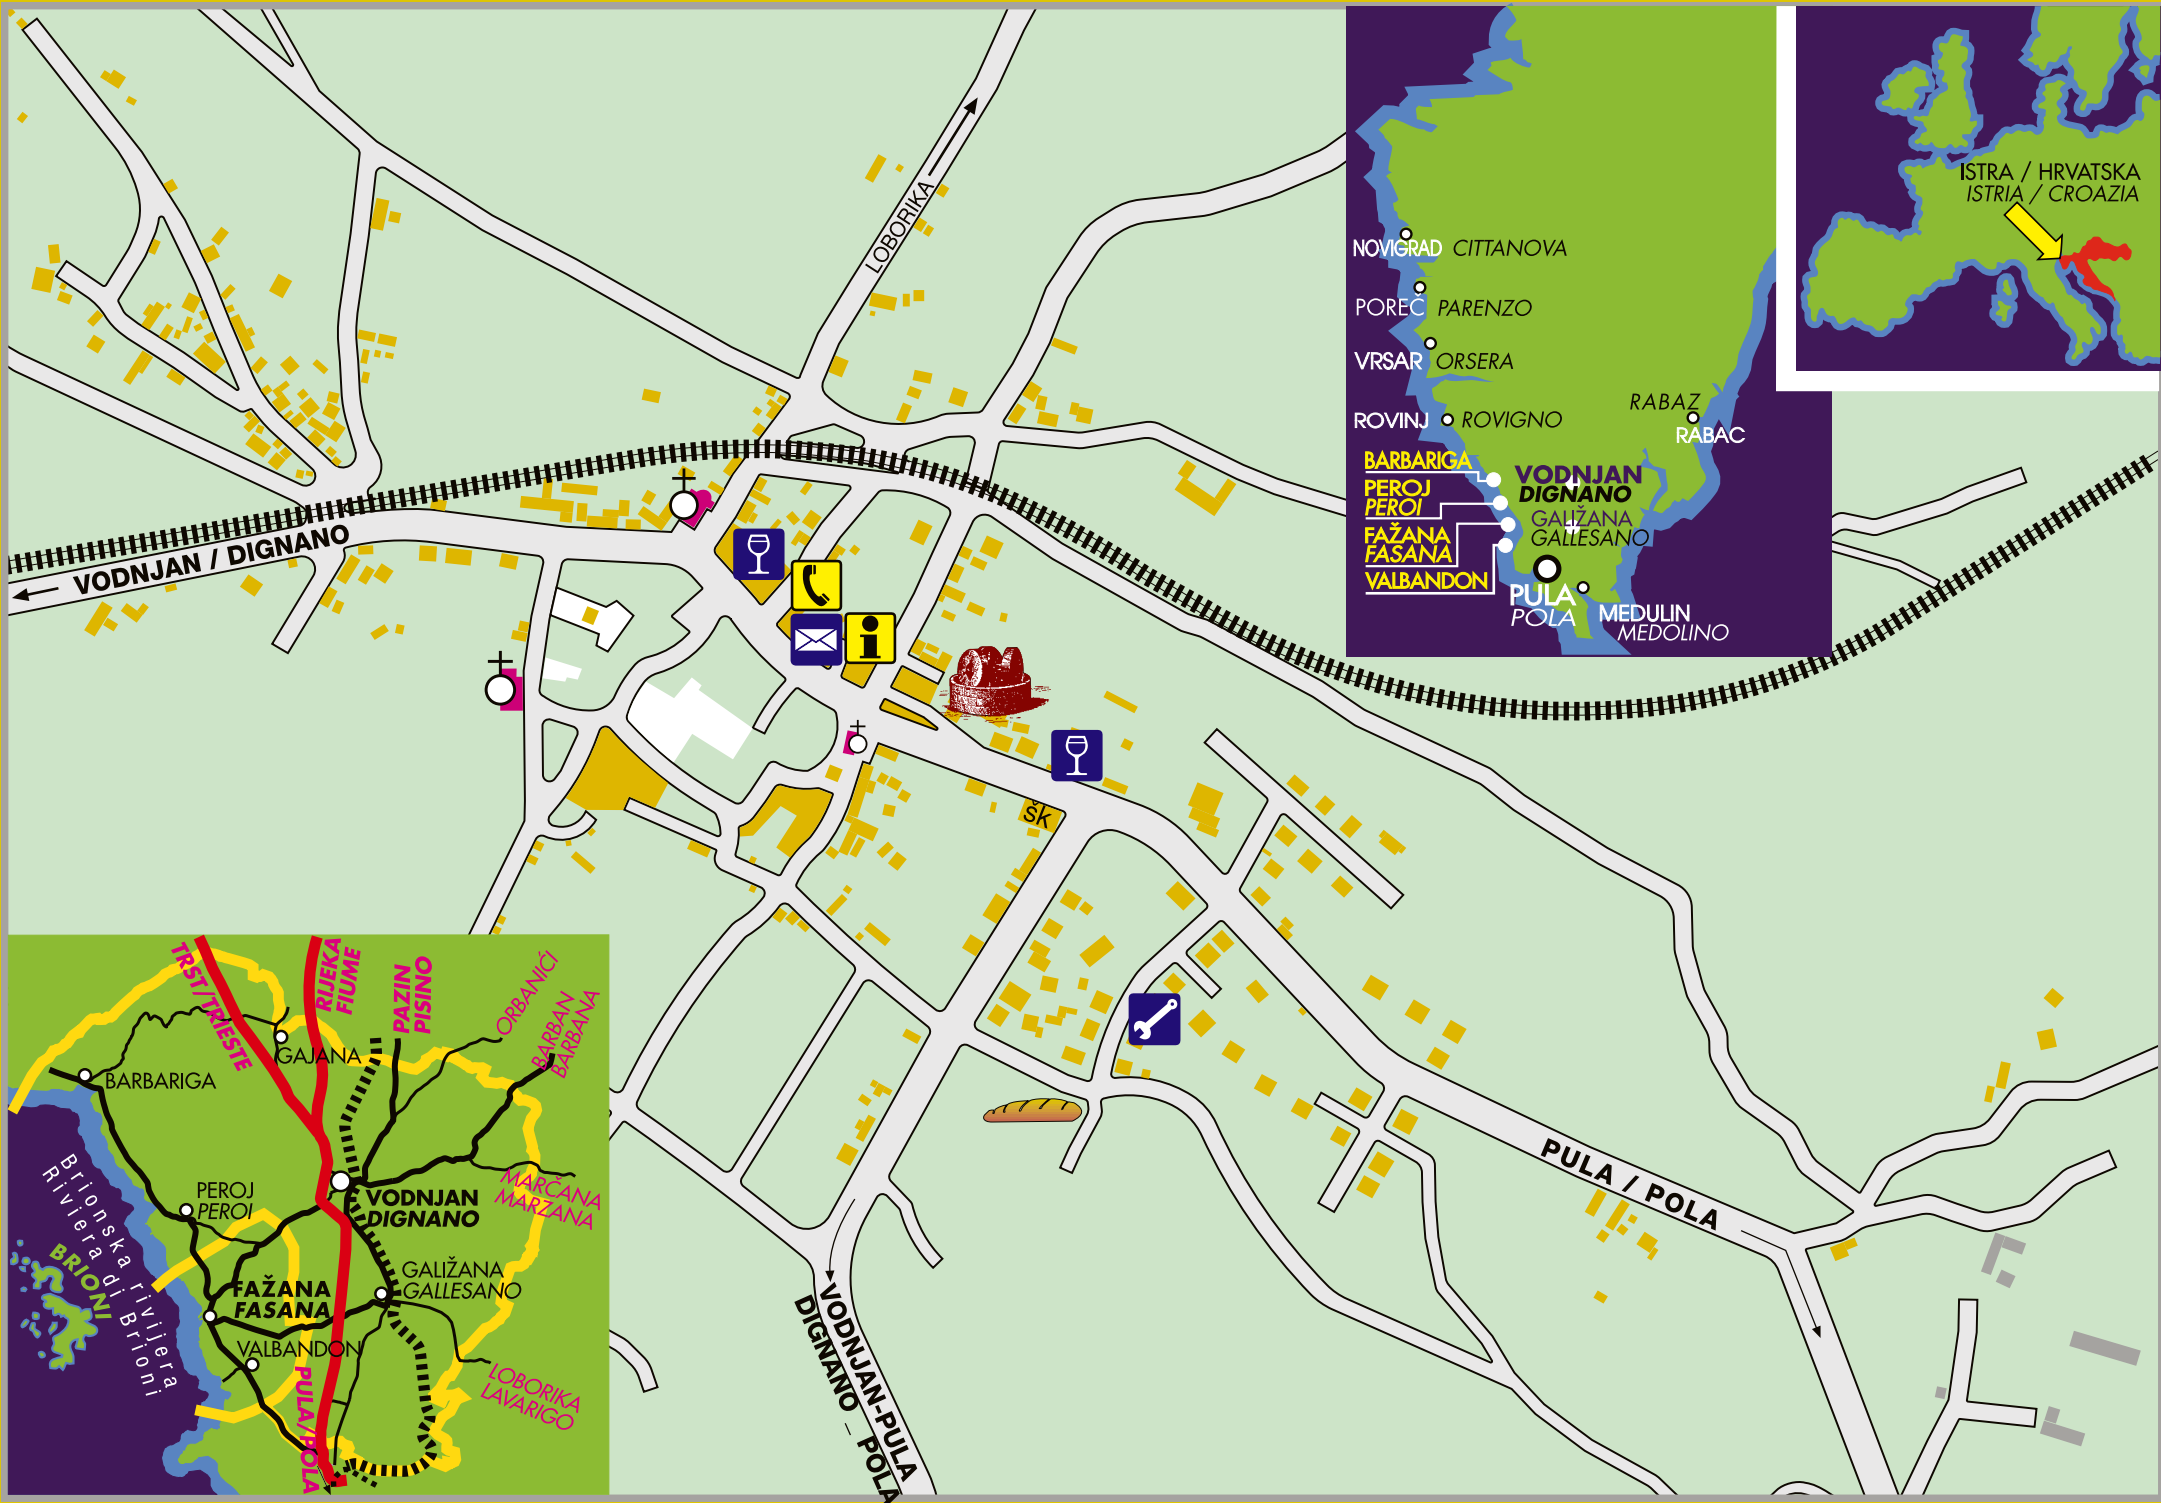 LOBORIKA
VODNJAN / DIGNANO
šk
PULA / POLA
VODNJAN-PULA
DIGNANO – POLA
NOVIGRAD CITTANOVA
POREČ PARENZO
VRSAR ORSERA
ROVINJ ROVIGNO
RABAZ
RABAC
BARBARIGA
PEROJ
PEROI
FAŽANA
FASANA
VALBANDON
VODNJAN
DIGNANO
GALIŽANA
GALLESANO
PULA
POLA
MEDULIN
MEDOLINO
ISTRA / HRVATSKA
ISTRIA / CROAZIA
TRST/TRIESTE
RIJEKA
FIUME
PAZIN
PISINO
ORBANIĆI
BARBAN
BARBANA
GAJANA
BARBARIGA
PEROJ
PEROI
VODNJAN
DIGNANO
MARČANA
MARZANA
GALIŽANA
GALLESANO
FAŽANA
FASANA
VALBANDON
LOBORIKA
LAVARIGO
PULA/POLA
Brionska rivijera
Riviera di Brioni
BRIONI